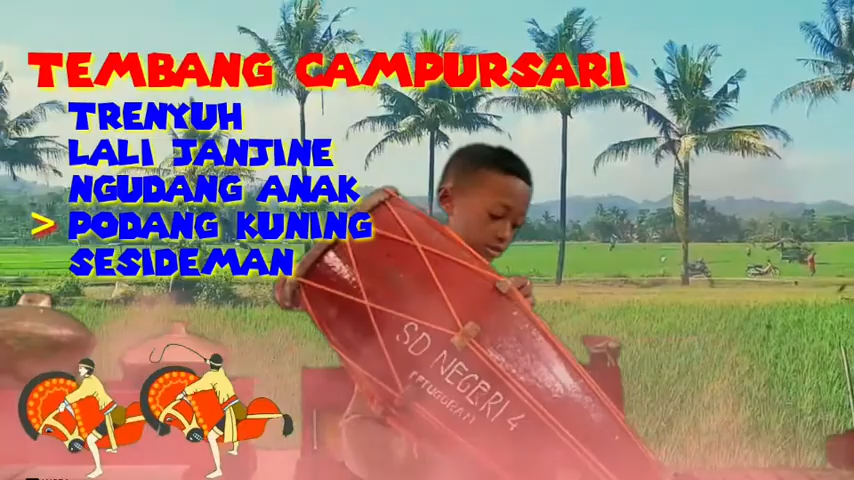 TEMBANG CAMPURSARI
TRENYUH
LALI JANJINE
NGUDANG ANAK
> PODANG KUNING
SESIDEMAN
SD NEGERI 4